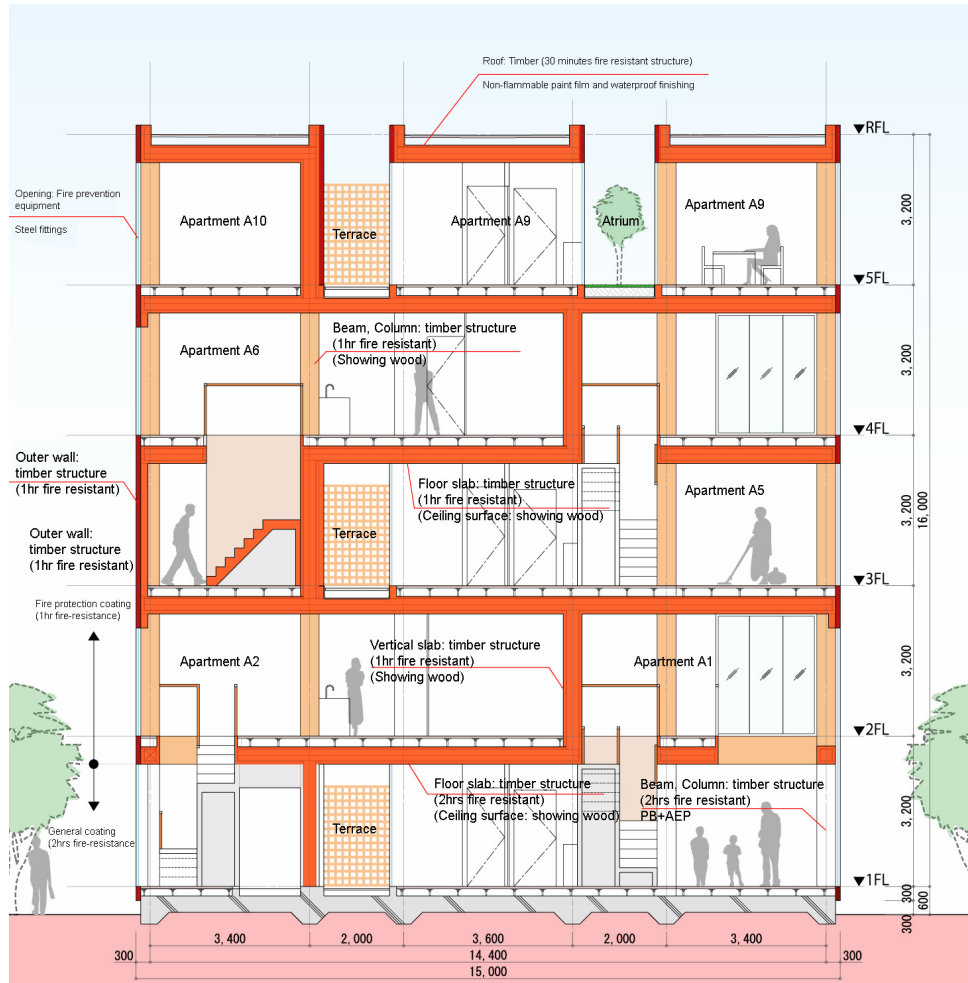 Roof: Timber (30 minutes fire resistant structure)
Non-flammable paint film and waterproof finishing
RFL
Opening: Fire prevention
equipment
Steel fittings
Apartment A10
Terrace
Apartment A9
Atrium
Apartment A9
3, 200
5FL
Beam, Column: timber structure
(1hr fire resistant)
(Showing wood)
Apartment A6
3, 200
4FL
Outer wall:
timber structure
(1hr fire resistant)
Floor slab: timber structure
(1hr fire resistant)
(Ceiling surface: showing wood)
Apartment A5
3, 200
16, 000
Outer wall:
timber structure
(1hr fire resistant)
Terrace
3FL
Fire protection coating
(1hr fire-resistance)
Vertical slab: timber structure
(1hr fire resistant)
(Showing wood)
Apartment A2
Apartment A1
3, 200
2FL
Floor slab: timber structure
(2hrs fire resistant)
(Ceiling surface: showing wood)
Beam, Column: timber structure
(2hrs fire resistant)
PB+AEP
3, 200
General coating
(2hrs fire-resistance
Terrace
1FL
300
600
300
3, 400
2, 000
3, 600
2, 000
3, 400
300
14, 400
300
15, 000